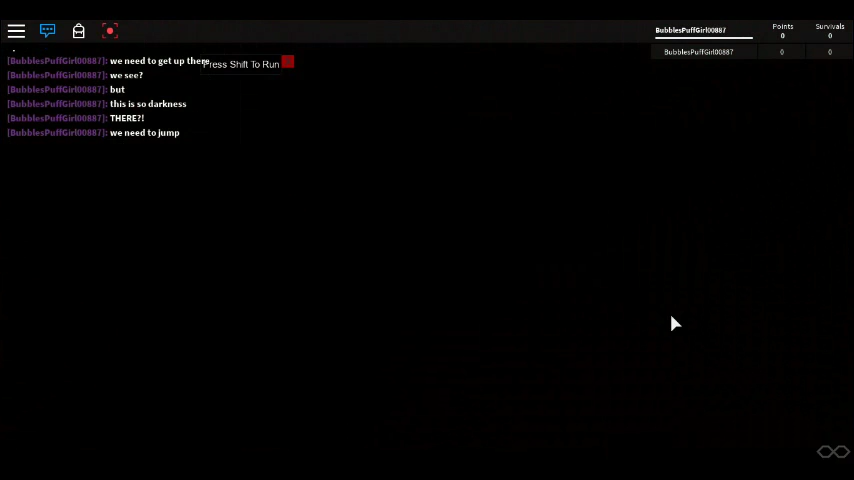 BubblesPuffGirl00887 Points Survivals
0 0
BubblesPuffGirl00887 0 0
[BubblesPuffGirl00887]: we need to get up there
Press Shift To Run
[BubblesPuffGirl00887]: we see?
[BubblesPuffGirl00887]: but
[BubblesPuffGirl00887]: this is so darkness
[BubblesPuffGirl00887]: THERE?!
[BubblesPuffGirl00887]: we need to jump